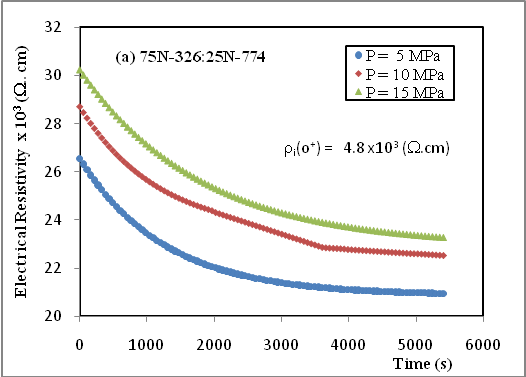 32
30
28
26
24
22
20
Electrical Resistivity x 10³ (Ω. cm)
(a) 75N-326:25N-774
P = 5 MPa
P = 10 MPa
P = 15 MPa
ρᵢ(o⁺) = 4.8 x10³ (Ω.cm)
0 1000 2000 3000 4000 5000 6000
Time (s)